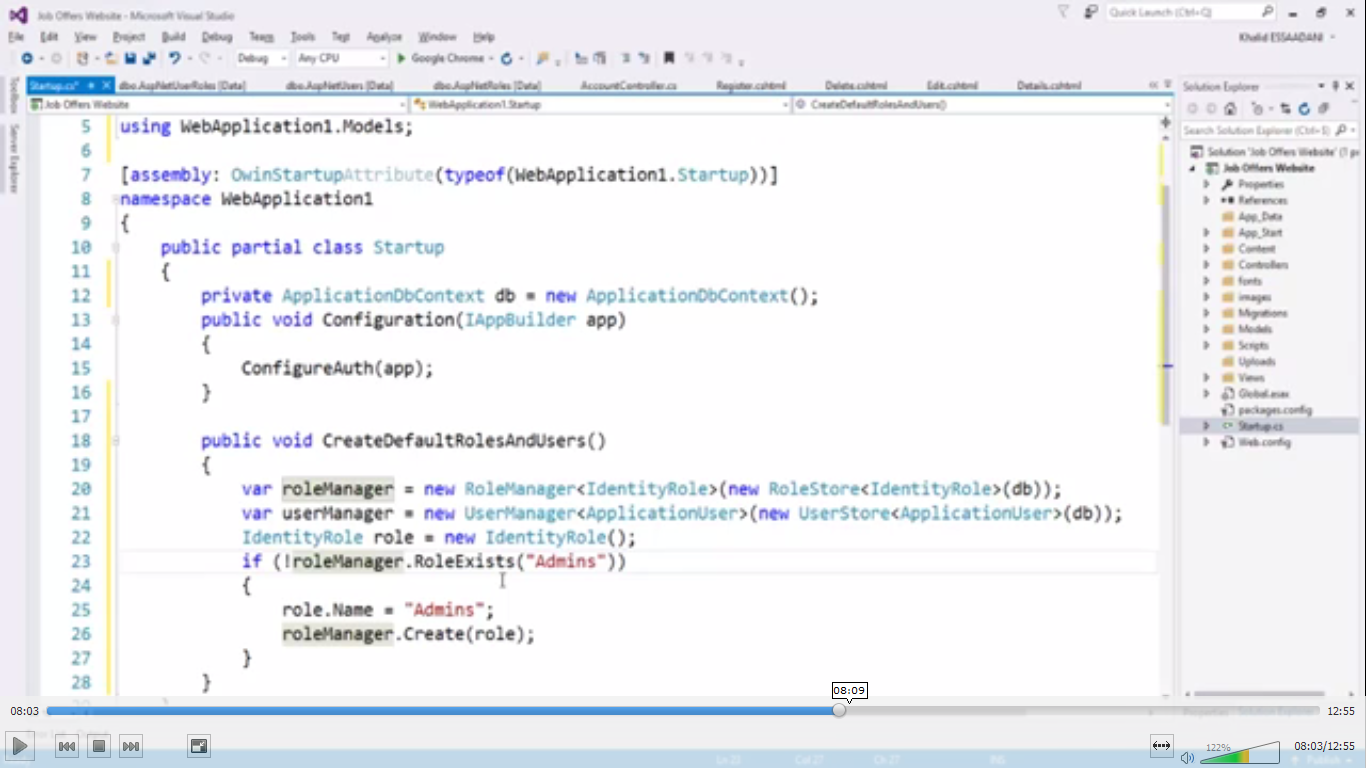 Job Offers Website - Microsoft Visual Studio
Quick Launch (Ctrl+Q)
File Edit View Project Build Debug Team Tools Test Analyze Window Help
Khalid ESSAADANI
Debug Any CPU Google Chrome
Startup.cs* dbo.AspNetUserRoles [Data] dbo.AspNetUsers [Data] dbo.AspNetRoles [Data] AccountController.cs Register.cshtml Delete.cshtml Edit.cshtml Details.cshtml
Job Offers Website WebApplication1.Startup CreateDefaultRolesAndUsers()
Toolbox
Server Explorer
5 using WebApplication1.Models;
6
7 [assembly: OwinStartupAttribute(typeof(WebApplication1.Startup))]
8 namespace WebApplication1
9 {
10 public partial class Startup
11 {
12 private ApplicationDbContext db = new ApplicationDbContext();
13 public void Configuration(IAppBuilder app)
14 {
15 ConfigureAuth(app);
16 }
17
18 public void CreateDefaultRolesAndUsers()
19 {
20 var roleManager = new RoleManager<IdentityRole>(new RoleStore<IdentityRole>(db));
21 var userManager = new UserManager<ApplicationUser>(new UserStore<ApplicationUser>(db));
22 IdentityRole role = new IdentityRole();
23 if (!roleManager.RoleExists("Admins"))
24 {
25 role.Name = "Admins";
26 roleManager.Create(role);
27 }
28 }
Solution Explorer
Search Solution Explorer (Ctrl+$)
Solution 'Job Offers Website' (1 p
Job Offers Website
Properties
References
App_Data
App_Start
Content
Controllers
fonts
images
Migrations
Models
Scripts
Uploads
Views
Global.asax
packages.config
Startup.cs
Web.config
08:09
08:03
12:55
122%
08:03/12:55